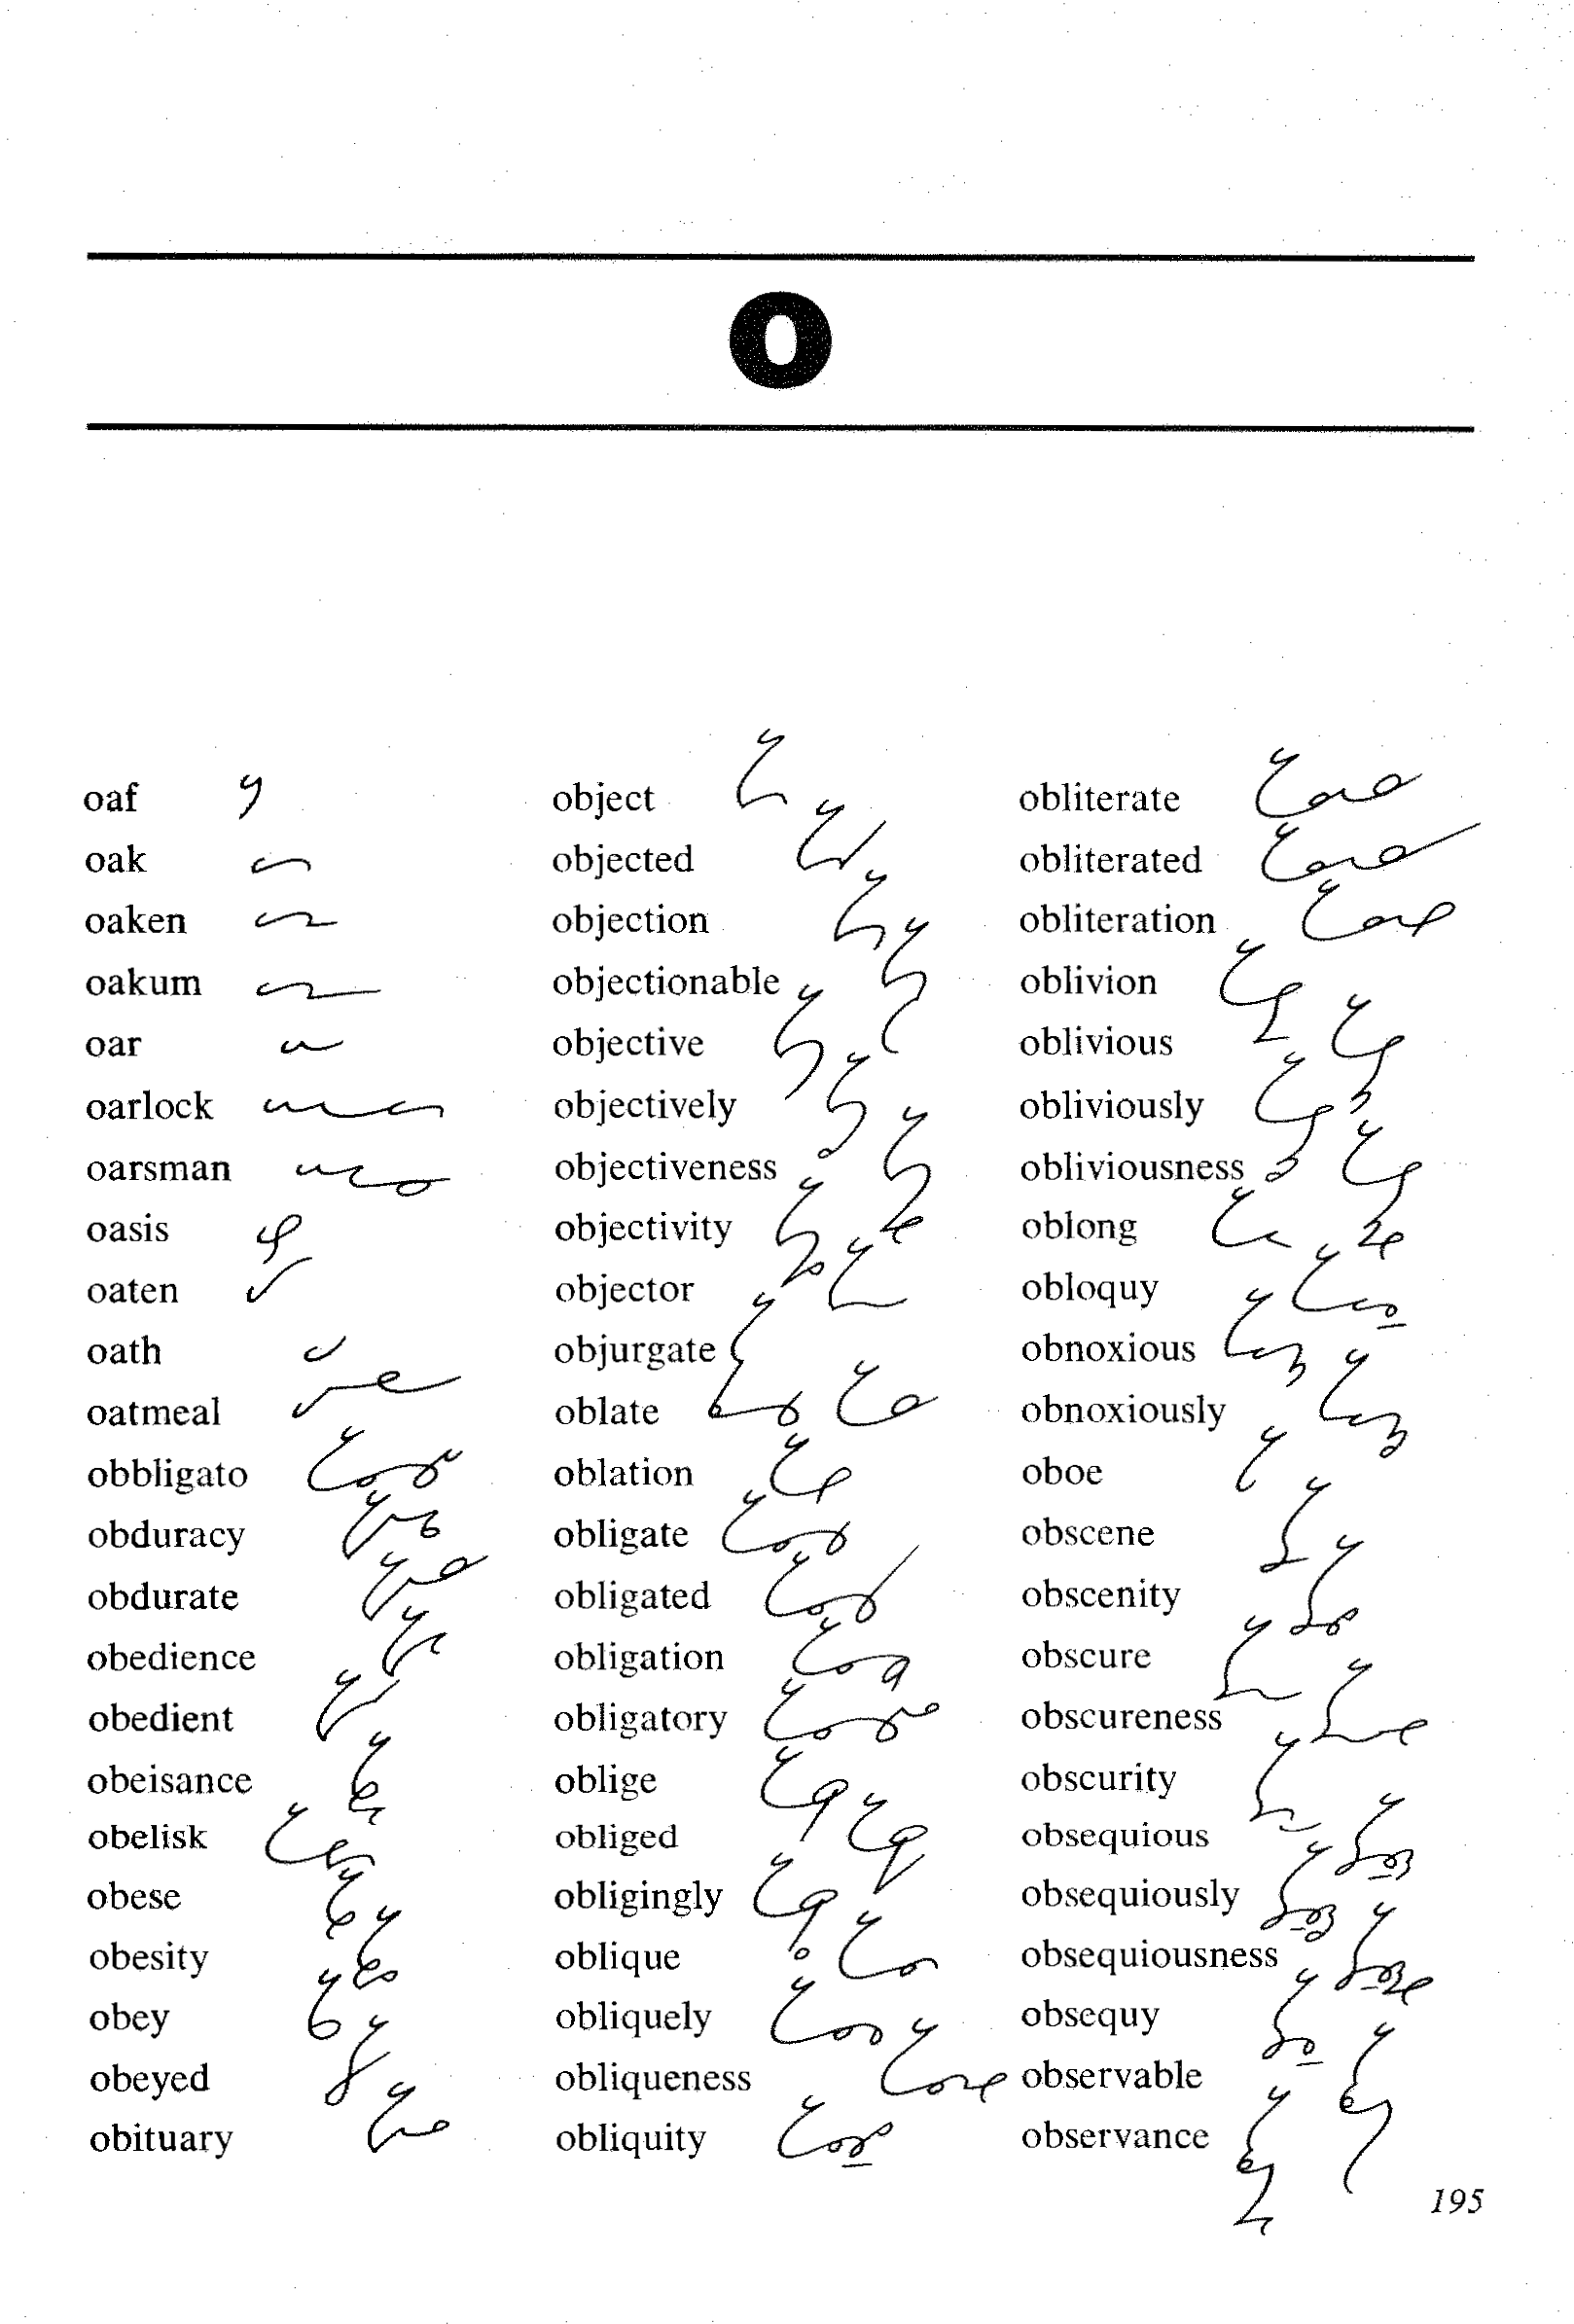 O
oaf
oak
oaken
oakum
oar
oarlock
oarsman
oasis
oaten
oath
oatmeal
obbligato
obduracy
obdurate
obedience
obedient
obeisance
obelisk
obese
obesity
obey
obeyed
obituary
object
objected
objection
objectionable
objective
objectively
objectiveness
objectivity
objector
objurgate
oblate
oblation
obligate
obligated
obligation
obligatory
oblige
obliged
obligingly
oblique
obliquely
obliqueness
obliquity
obliterate
obliterated
obliteration
oblivion
oblivious
obliviously
obliviousness
oblong
obloquy
obnoxious
obnoxiously
oboe
obscene
obscenity
obscure
obscureness
obscurity
obsequious
obsequiously
obsequiousness
obsequy
observable
observance
195